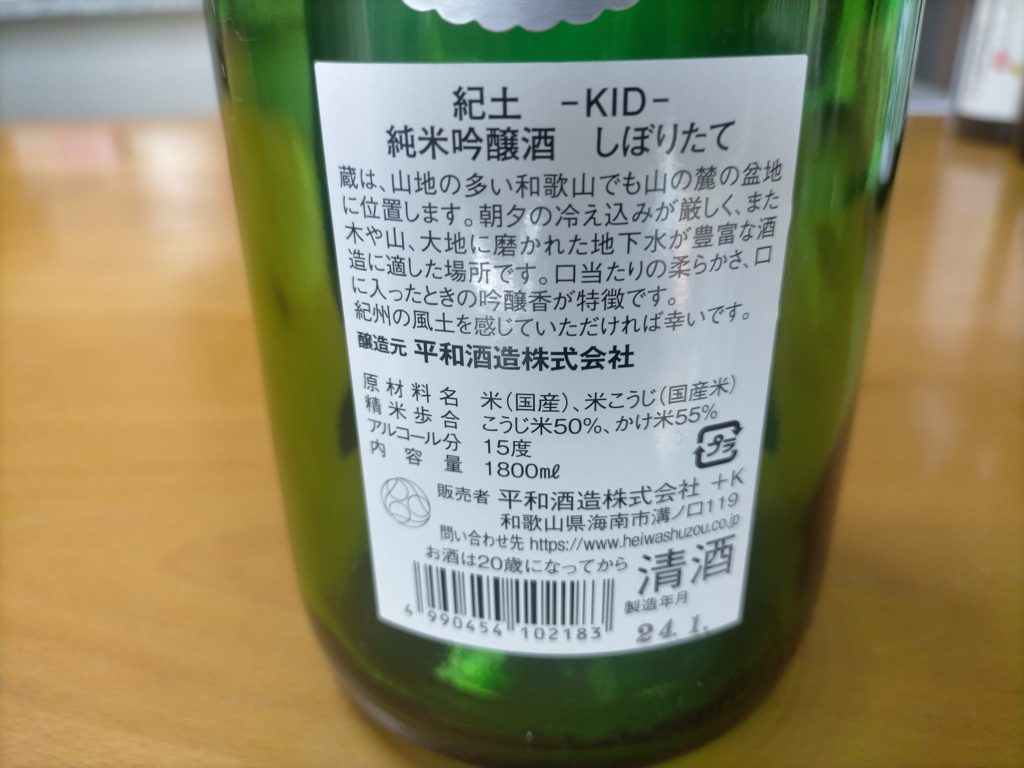 紀土 -KID-
純米吟醸酒 しぼりたて
蔵は、山地の多い和歌山でも山の麓の盆地
に位置します。朝夕の冷え込みが厳しく、また
木や山、大地に磨かれた地下水が豊富な酒
造に適した場所です。口当たりの柔らかさ、口
に入ったときの吟醸香が特徴です。
紀州の風土を感じていただければ幸いです。
醸造元 平和酒造株式会社
原材料名 米(国産)、米こうじ(国産米)
精米歩合 こうじ米50%、かけ米55%
アルコール分 15度
内容量 1800mℓ
プラ
販売者 平和酒造株式会社 +K
和歌山県海南市溝ノ口119
問い合わせ先 https://www.heiwashuzou.co.jp
お酒は20歳になってから
清酒
製造年月
24.1.
4 990454 102183